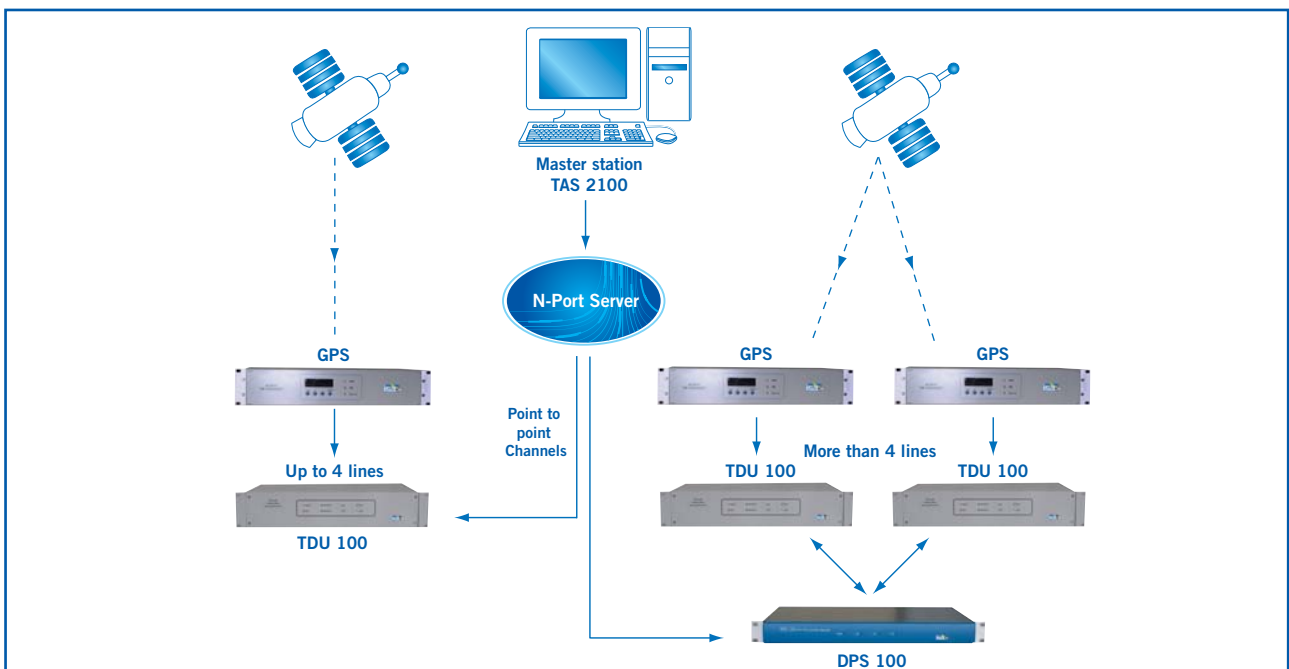 Master station
TAS 2100
N-Port Server
GPS
GPS
GPS
Point to
point
Channels
Up to 4 lines
More than 4 lines
TDU 100
TDU 100
TDU 100
DPS 100